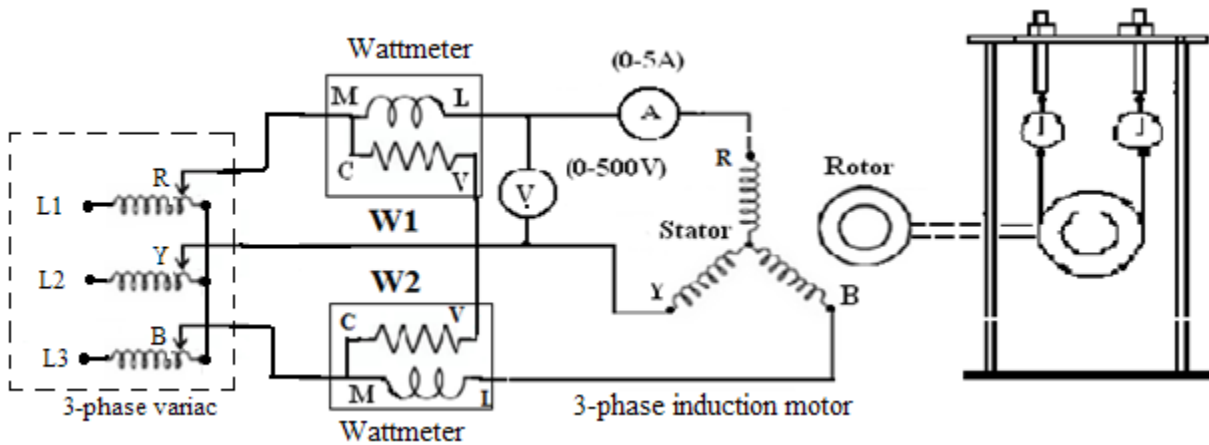 Wattmeter
(0-5A)
M
L
A
J
J
C
V
R
(0-500V)
Rotor
R
L1
V
W1
Stator
Y
L2
W2
Y
B
C
V
B
L3
M
L
3-phase variac
3-phase induction motor
Wattmeter